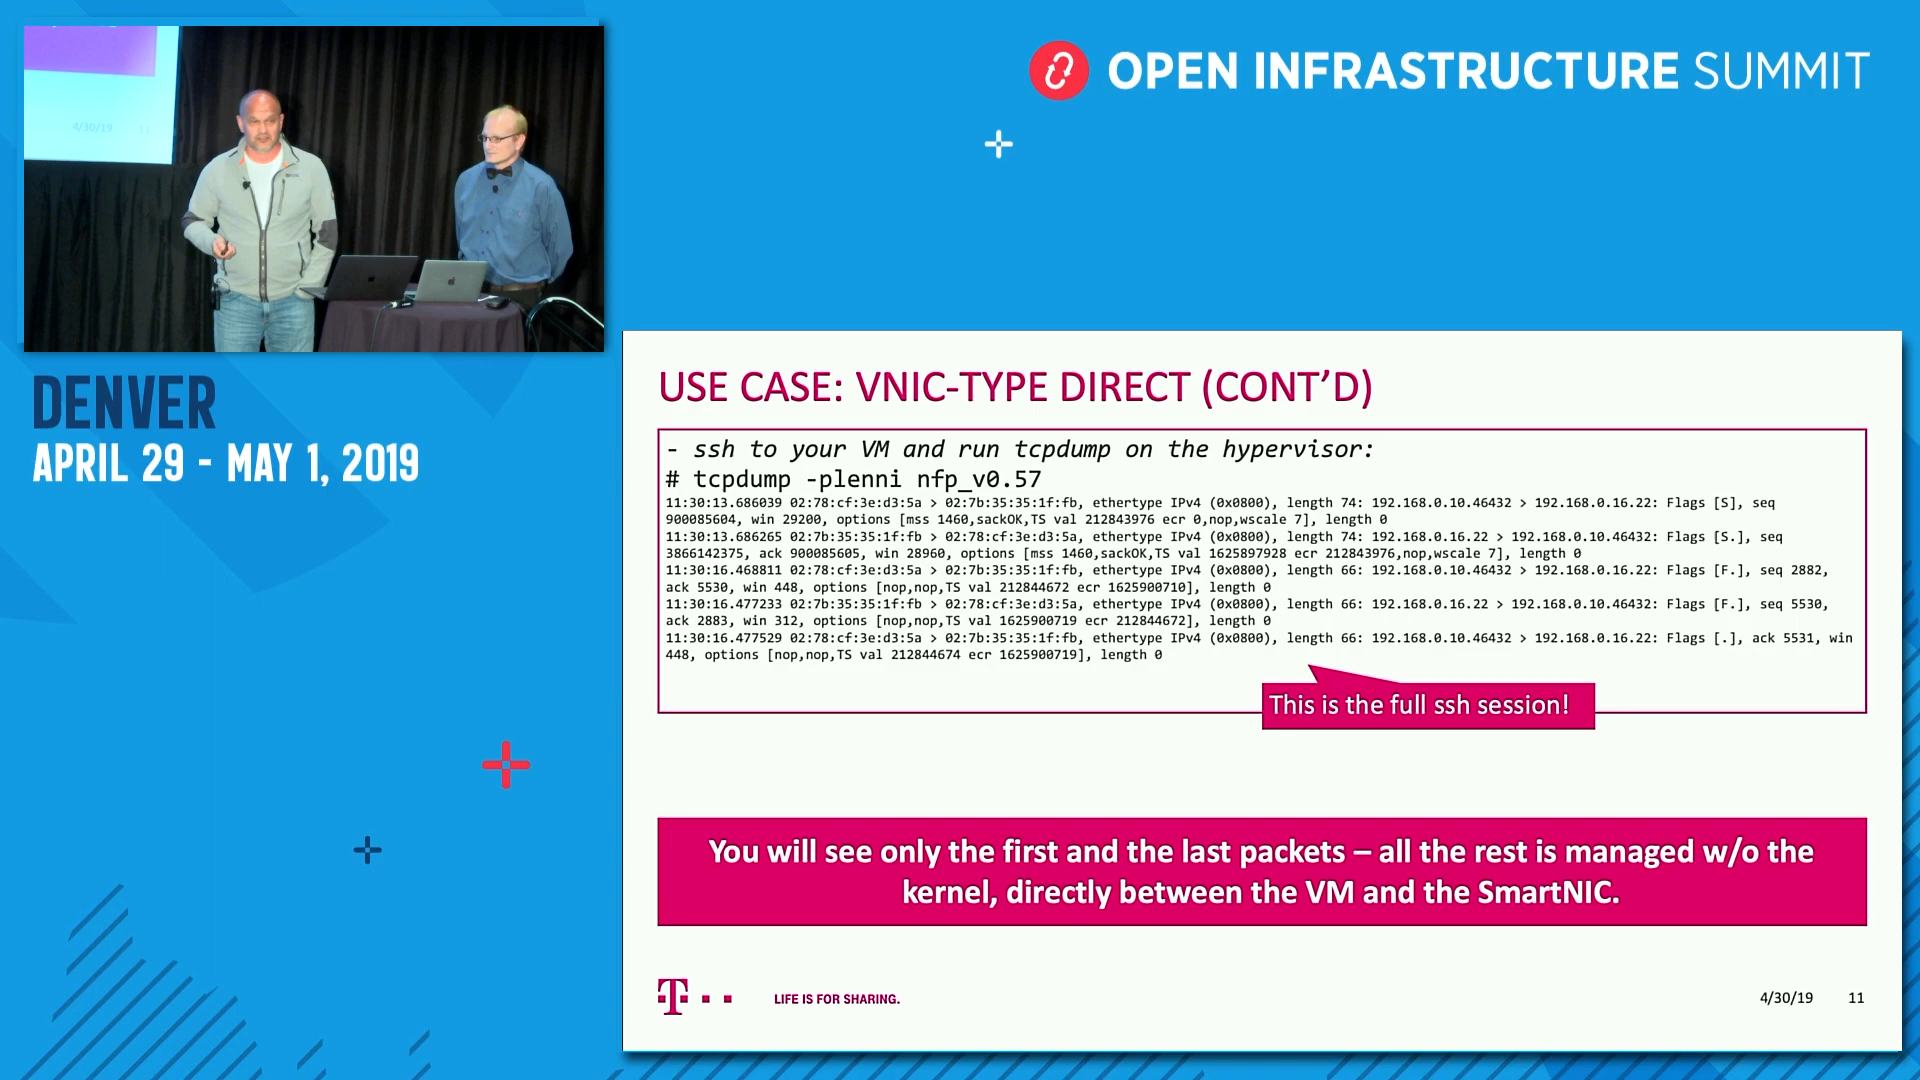 4/30/19 11
OPEN INFRASTRUCTURE SUMMIT
DENVER
APRIL 29 - MAY 1, 2019
USE CASE: VNIC-TYPE DIRECT (CONT’D)
- ssh to your VM and run tcpdump on the hypervisor:
# tcpdump -plenni nfp_v0.57
11:30:13.686039 02:78:cf:3e:d3:5a > 02:7b:35:35:1f:fb, ethertype IPv4 (0x0800), length 74: 192.168.0.10.46432 > 192.168.0.16.22: Flags [S], seq
900085604, win 29200, options [mss 1460,sackOK,TS val 212843976 ecr 0,nop,wscale 7], length 0
11:30:13.686265 02:7b:35:35:1f:fb > 02:78:cf:3e:d3:5a, ethertype IPv4 (0x0800), length 74: 192.168.0.16.22 > 192.168.0.10.46432: Flags [S.], seq
3866142375, ack 900085605, win 28960, options [mss 1460,sackOK,TS val 1625897928 ecr 212843976,nop,wscale 7], length 0
11:30:16.468811 02:78:cf:3e:d3:5a > 02:7b:35:35:1f:fb, ethertype IPv4 (0x0800), length 66: 192.168.0.10.46432 > 192.168.0.16.22: Flags [F.], seq 2882,
ack 5530, win 448, options [nop,nop,TS val 212844672 ecr 1625900710], length 0
11:30:16.477233 02:7b:35:35:1f:fb > 02:78:cf:3e:d3:5a, ethertype IPv4 (0x0800), length 66: 192.168.0.16.22 > 192.168.0.10.46432: Flags [F.], seq 5530,
ack 2883, win 312, options [nop,nop,TS val 1625900719 ecr 212844672], length 0
11:30:16.477529 02:78:cf:3e:d3:5a > 02:7b:35:35:1f:fb, ethertype IPv4 (0x0800), length 66: 192.168.0.10.46432 > 192.168.0.16.22: Flags [.], ack 5531, win
448, options [nop,nop,TS val 212844674 ecr 1625900719], length 0
This is the full ssh session!
You will see only the first and the last packets – all the rest is managed w/o the
kernel, directly between the VM and the SmartNIC.
T
LIFE IS FOR SHARING.
4/30/19 11